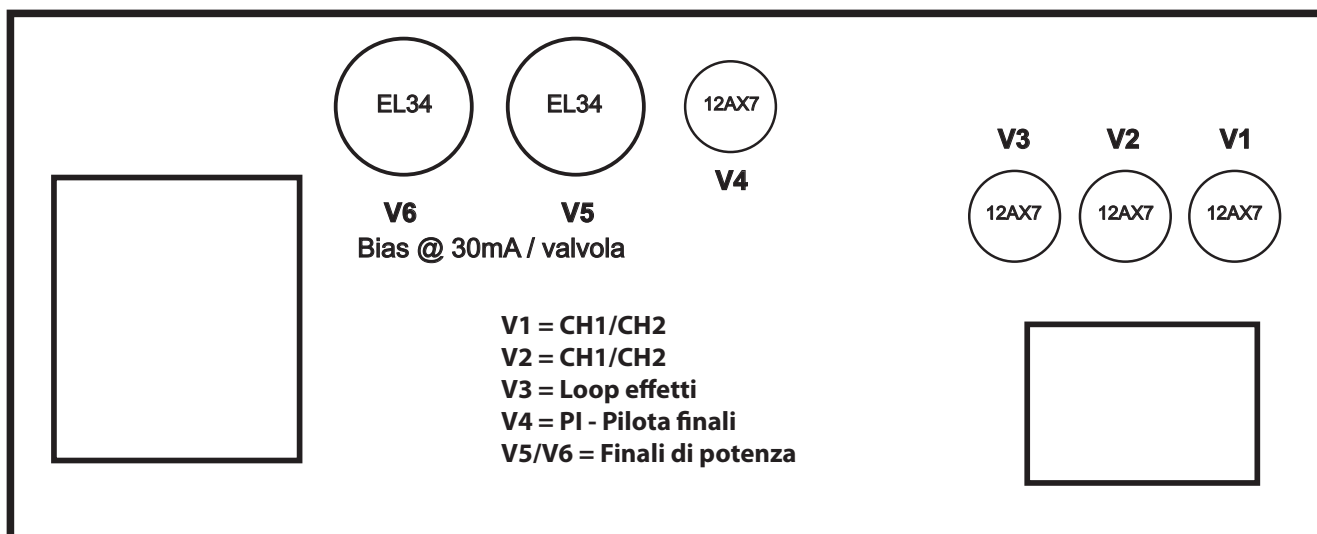 EL34
EL34
12AX7
V4
V6
V5
Bias @ 30mA / valvola
V3
V2
V1
12AX7
12AX7
12AX7
V1 = CH1/CH2
V2 = CH1/CH2
V3 = Loop effetti
V4 = PI - Pilota finali
V5/V6 = Finali di potenza